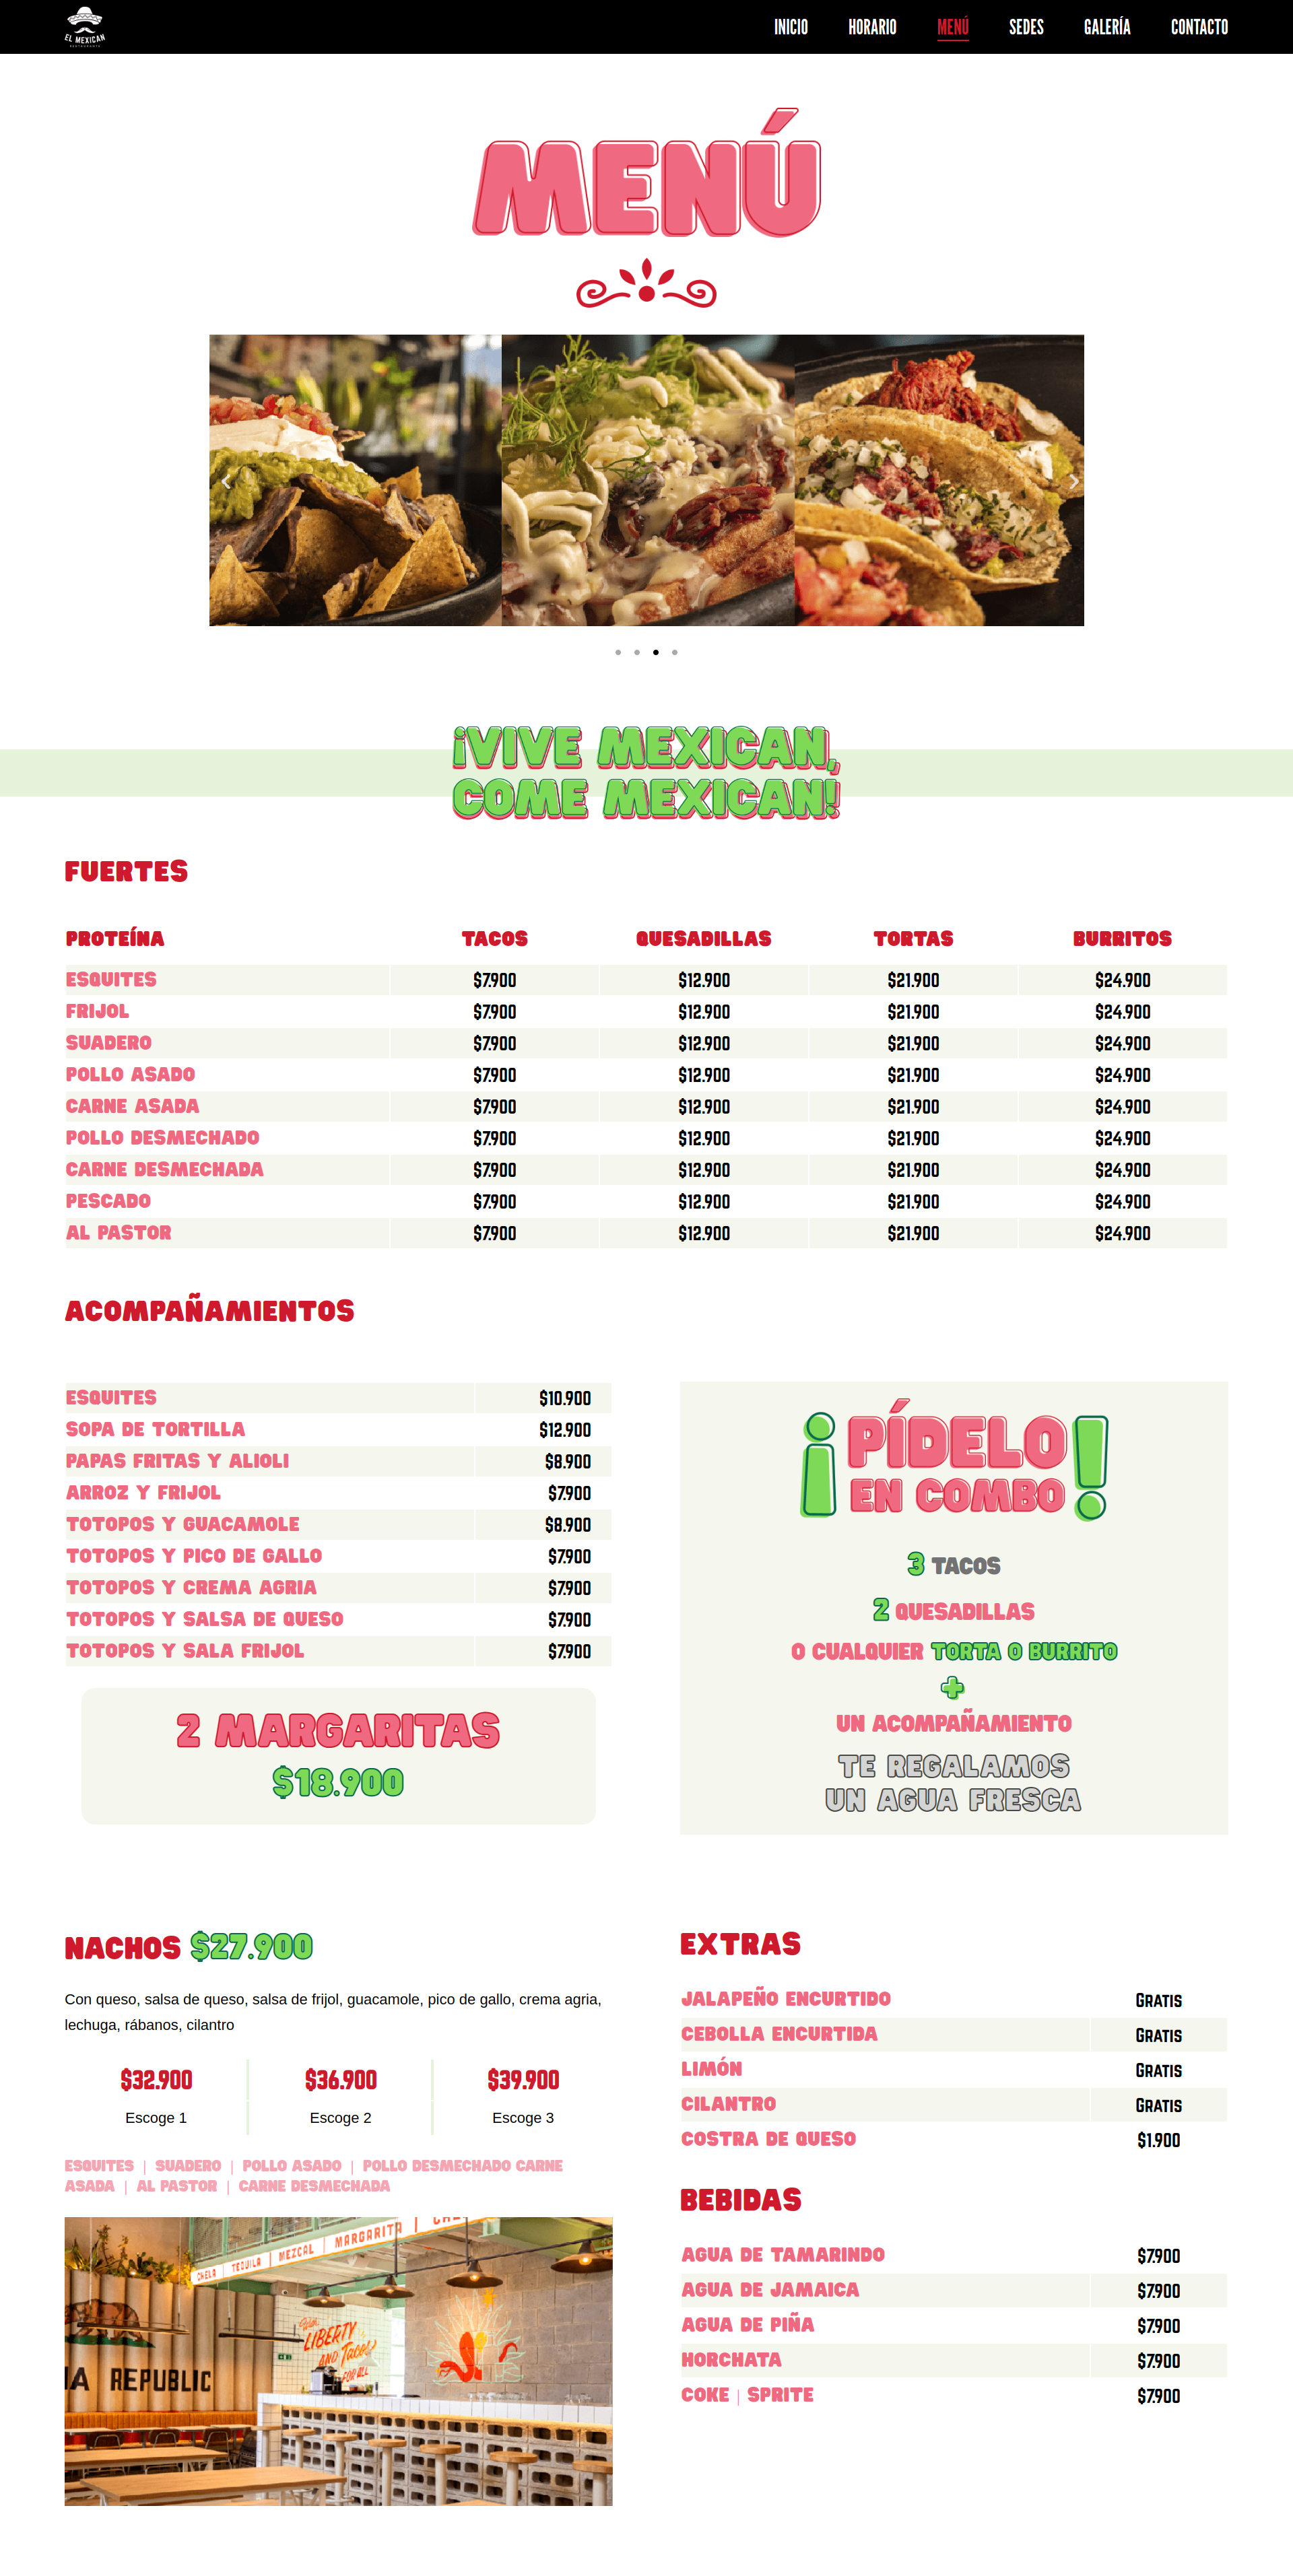 EL MEXICAN
RESTAURANTE
INICIO HORARIO MENÚ SEDES GALERÍA CONTACTO
MENÚ
¡VIVE MEXICAN,
COME MEXICAN!
FUERTES
PROTEÍNA TACOS QUESADILLAS TORTAS BURRITOS
ESQUITES $7.900 $12.900 $21.900 $24.900
FRIJOL $7.900 $12.900 $21.900 $24.900
SUADERO $7.900 $12.900 $21.900 $24.900
POLLO ASADO $7.900 $12.900 $21.900 $24.900
CARNE ASADA $7.900 $12.900 $21.900 $24.900
POLLO DESMECHADO $7.900 $12.900 $21.900 $24.900
CARNE DESMECHADA $7.900 $12.900 $21.900 $24.900
PESCADO $7.900 $12.900 $21.900 $24.900
AL PASTOR $7.900 $12.900 $21.900 $24.900
ACOMPAÑAMIENTOS
ESQUITES $10.900
SOPA DE TORTILLA $12.900
PAPAS FRITAS Y ALIOLI $8.900
ARROZ Y FRIJOL $7.900
TOTOPOS Y GUACAMOLE $8.900
TOTOPOS Y PICO DE GALLO $7.900
TOTOPOS Y CREMA AGRIA $7.900
TOTOPOS Y SALSA DE QUESO $7.900
TOTOPOS Y SALA FRIJOL $7.900
2 MARGARITAS
$18.900
¡PÍDELO
EN COMBO!
3 TACOS
2 QUESADILLAS
O CUALQUIER TORTA O BURRITO
+
UN ACOMPAÑAMIENTO
TE REGALAMOS
UN AGUA FRESCA
NACHOS $27.900
Con queso, salsa de queso, salsa de frijol, guacamole, pico de gallo, crema agria,
lechuga, rábanos, cilantro
$32.900 $36.900 $39.900
Escoge 1 Escoge 2 Escoge 3
ESQUITES | SUADERO | POLLO ASADO | POLLO DESMECHADO CARNE
ASADA | AL PASTOR | CARNE DESMECHADA
CHELA | TEQUILA | MEZCAL | MARGARITA | CHE
With
LIBERTY
AND Tacos
FOR ALL
IA REPUBLIC
EXTRAS
JALAPEÑO ENCURTIDO Gratis
CEBOLLA ENCURTIDA Gratis
LIMÓN Gratis
CILANTRO Gratis
COSTRA DE QUESO $1.900
BEBIDAS
AGUA DE TAMARINDO $7.900
AGUA DE JAMAICA $7.900
AGUA DE PIÑA $7.900
HORCHATA $7.900
COKE | SPRITE $7.900